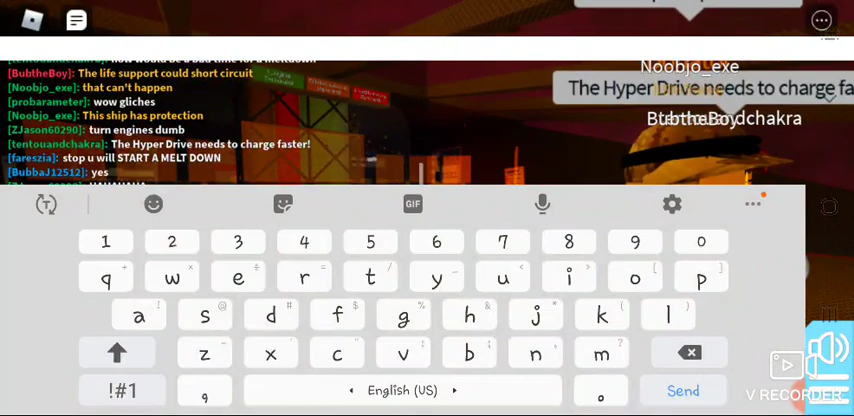 [BubtheBoy]: The life support could short circuit
[Noobjo_exe]: that can't happen
[probarameter]: wow gliches
[Noobjo_exe]: This ship has protection
[ZJason60290]: turn engines dumb
[tentouandchakra]: The Hyper Drive needs to charge faster!
[fareszia]: stop u will START A MELT DOWN
[BubbaJ12512]: yes
Noobjo_exe
The Hyper Drive needs to charge fa
BubtheBoy
GIF
1 2 3 4 5 6 7 8 9 0
q w e r t y u i o p
a s d f g h j k l
z x c v b n m
!#1 , English (US) . Send
V RECORDER